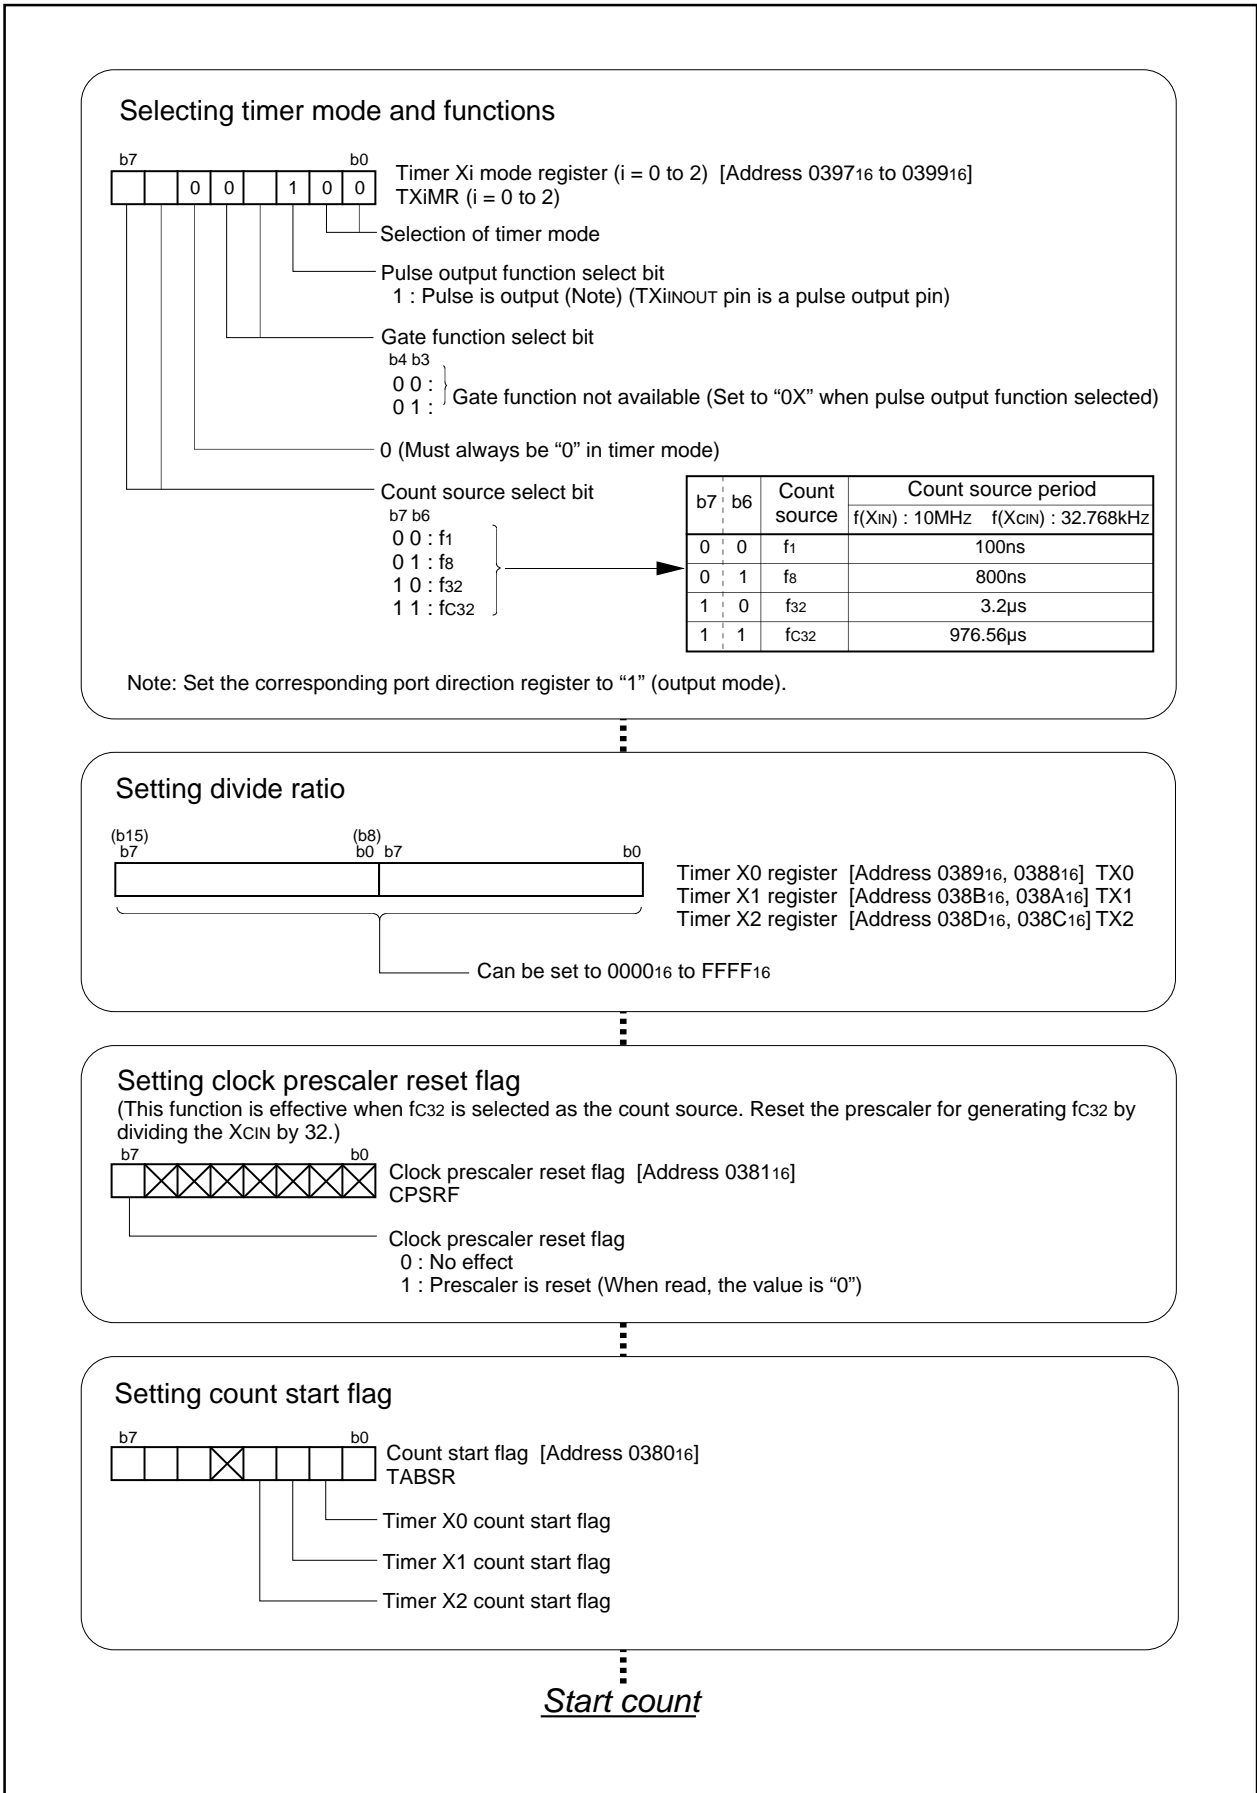 Selecting timer mode and functions
b7 b0
0 0 1 0 0
Timer Xi mode register (i = 0 to 2) [Address 039716 to 039916]
TXiMR (i = 0 to 2)
Selection of timer mode
Pulse output function select bit
1 : Pulse is output (Note) (TXiINOUT pin is a pulse output pin)
Gate function select bit
b4 b3
0 0 :
0 1 :
Gate function not available (Set to “0X” when pulse output function selected)
0 (Must always be “0” in timer mode)
Count source select bit
b7 b6
0 0 : f1
0 1 : f8
1 0 : f32
1 1 : fC32
b7 b6 Count source Count source period
f(XIN) : 10MHZ f(XCIN) : 32.768kHZ
0 0 f1 100ns
0 1 f8 800ns
1 0 f32 3.2µs
1 1 fC32 976.56µs
Note: Set the corresponding port direction register to “1” (output mode).
Setting divide ratio
(b15) (b8)
b7 b0 b7 b0
Timer X0 register [Address 038916, 038816] TX0
Timer X1 register [Address 038B16, 038A16] TX1
Timer X2 register [Address 038D16, 038C16] TX2
Can be set to 000016 to FFFF16
Setting clock prescaler reset flag
(This function is effective when fC32 is selected as the count source. Reset the prescaler for generating fC32 by
dividing the XCIN by 32.)
b7 b0
Clock prescaler reset flag [Address 038116]
CPSRF
Clock prescaler reset flag
0 : No effect
1 : Prescaler is reset (When read, the value is “0”)
Setting count start flag
b7 b0
Count start flag [Address 038016]
TABSR
Timer X0 count start flag
Timer X1 count start flag
Timer X2 count start flag
Start count